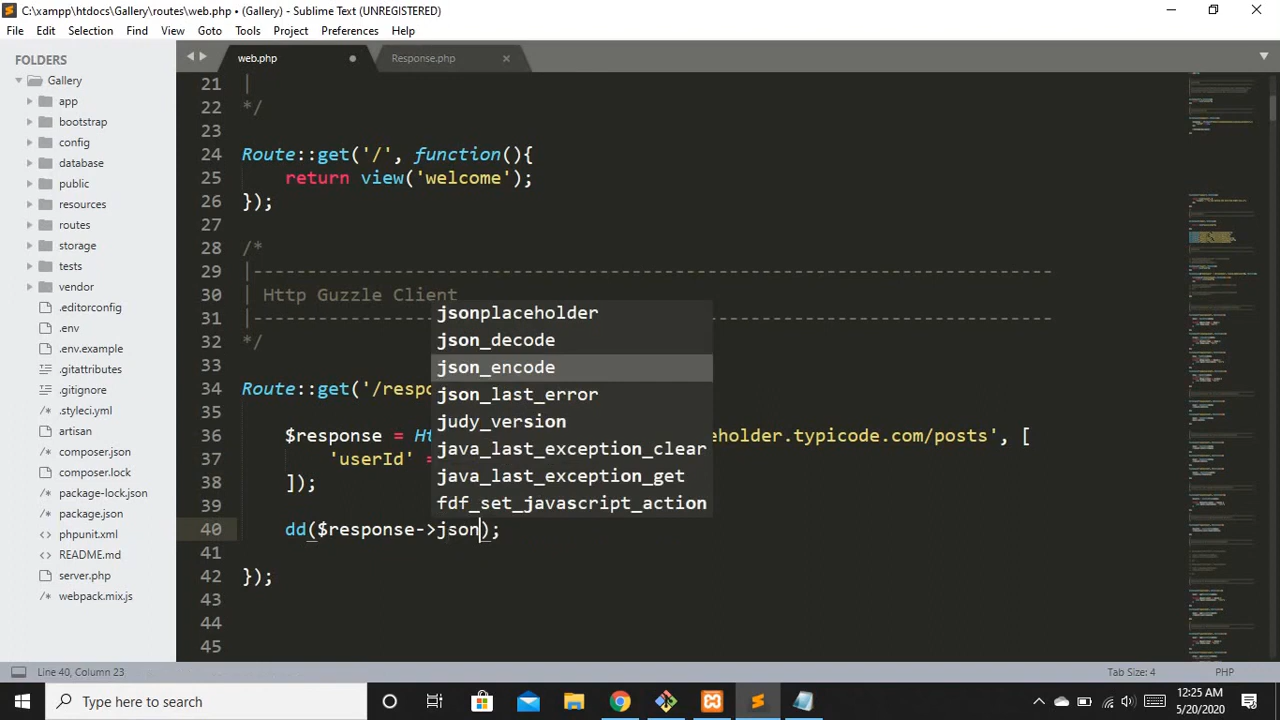 C:\xampp\htdocs\Gallery\routes\web.php • (Gallery) - Sublime Text (UNREGISTERED)
File Edit Selection Find View Goto Tools Project Preferences Help
FOLDERS
Gallery
app
bootstrap
config
database
public
resources
routes
storage
tests
vendor
.editorconfig
.env
.env.example
.gitattributes
.gitignore
.styleci.yml
artisan
composer.json
composer.lock
package-lock.json
package.json
phpunit.xml
README.md
server.php
webpack.mix.js
web.php Response.php
21 |
22 */
23
24 Route::get('/', function(){
25 return view('welcome');
26 });
27
28 /*
29 |--------------------------------------------------------------------------
30 | Http Guzzle Client
31 |--------------------------------------------------------------------------
32 */
33
34 Route::get('/respo
35
36 $response = Ht eholder.typicode.com/posts', [
37 'userId' =
38 ]);
39
40 dd($response->json);
41
42 });
43
44
45
jsonplaceholder
json_decode
json_encode
json_last_error
judy_version
java_last_exception_clear
java_last_exception_get
fdf_set_javascript_action
Line 40, Column 23 Tab Size: 4 PHP
Type here to search
12:25 AM
5/20/2020